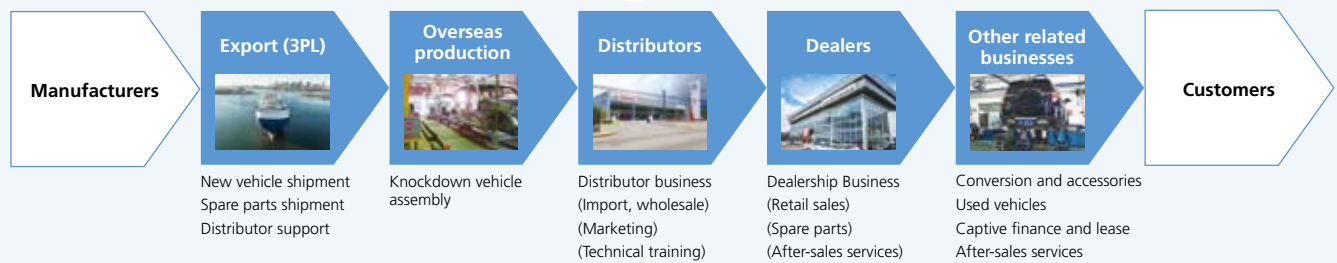 Manufacturers
Export (3PL)
New vehicle shipment
Spare parts shipment
Distributor support
Overseas
production
Knockdown vehicle
assembly
Distributors
Distributor business
(Import, wholesale)
(Marketing)
(Technical training)
Dealers
Dealership Business
(Retail sales)
(Spare parts)
(After-sales services)
Other related
businesses
Conversion and accessories
Used vehicles
Captive finance and lease
After-sales services
Customers